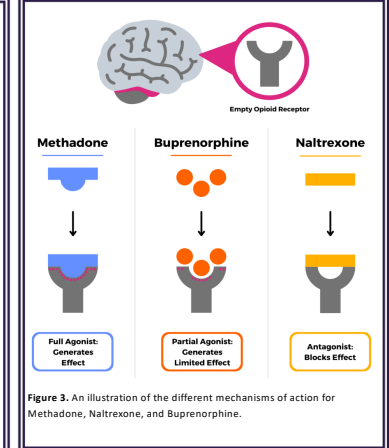 Empty Opioid Receptor
Methadone
Buprenorphine
Naltrexone
Full Agonist:
Generates
Effect
Partial Agonist:
Generates
Limited Effect
Antagonist:
Blocks Effect
Figure 3. An illustration of the different mechanisms of action for
Methadone, Naltrexone, and Buprenorphine.